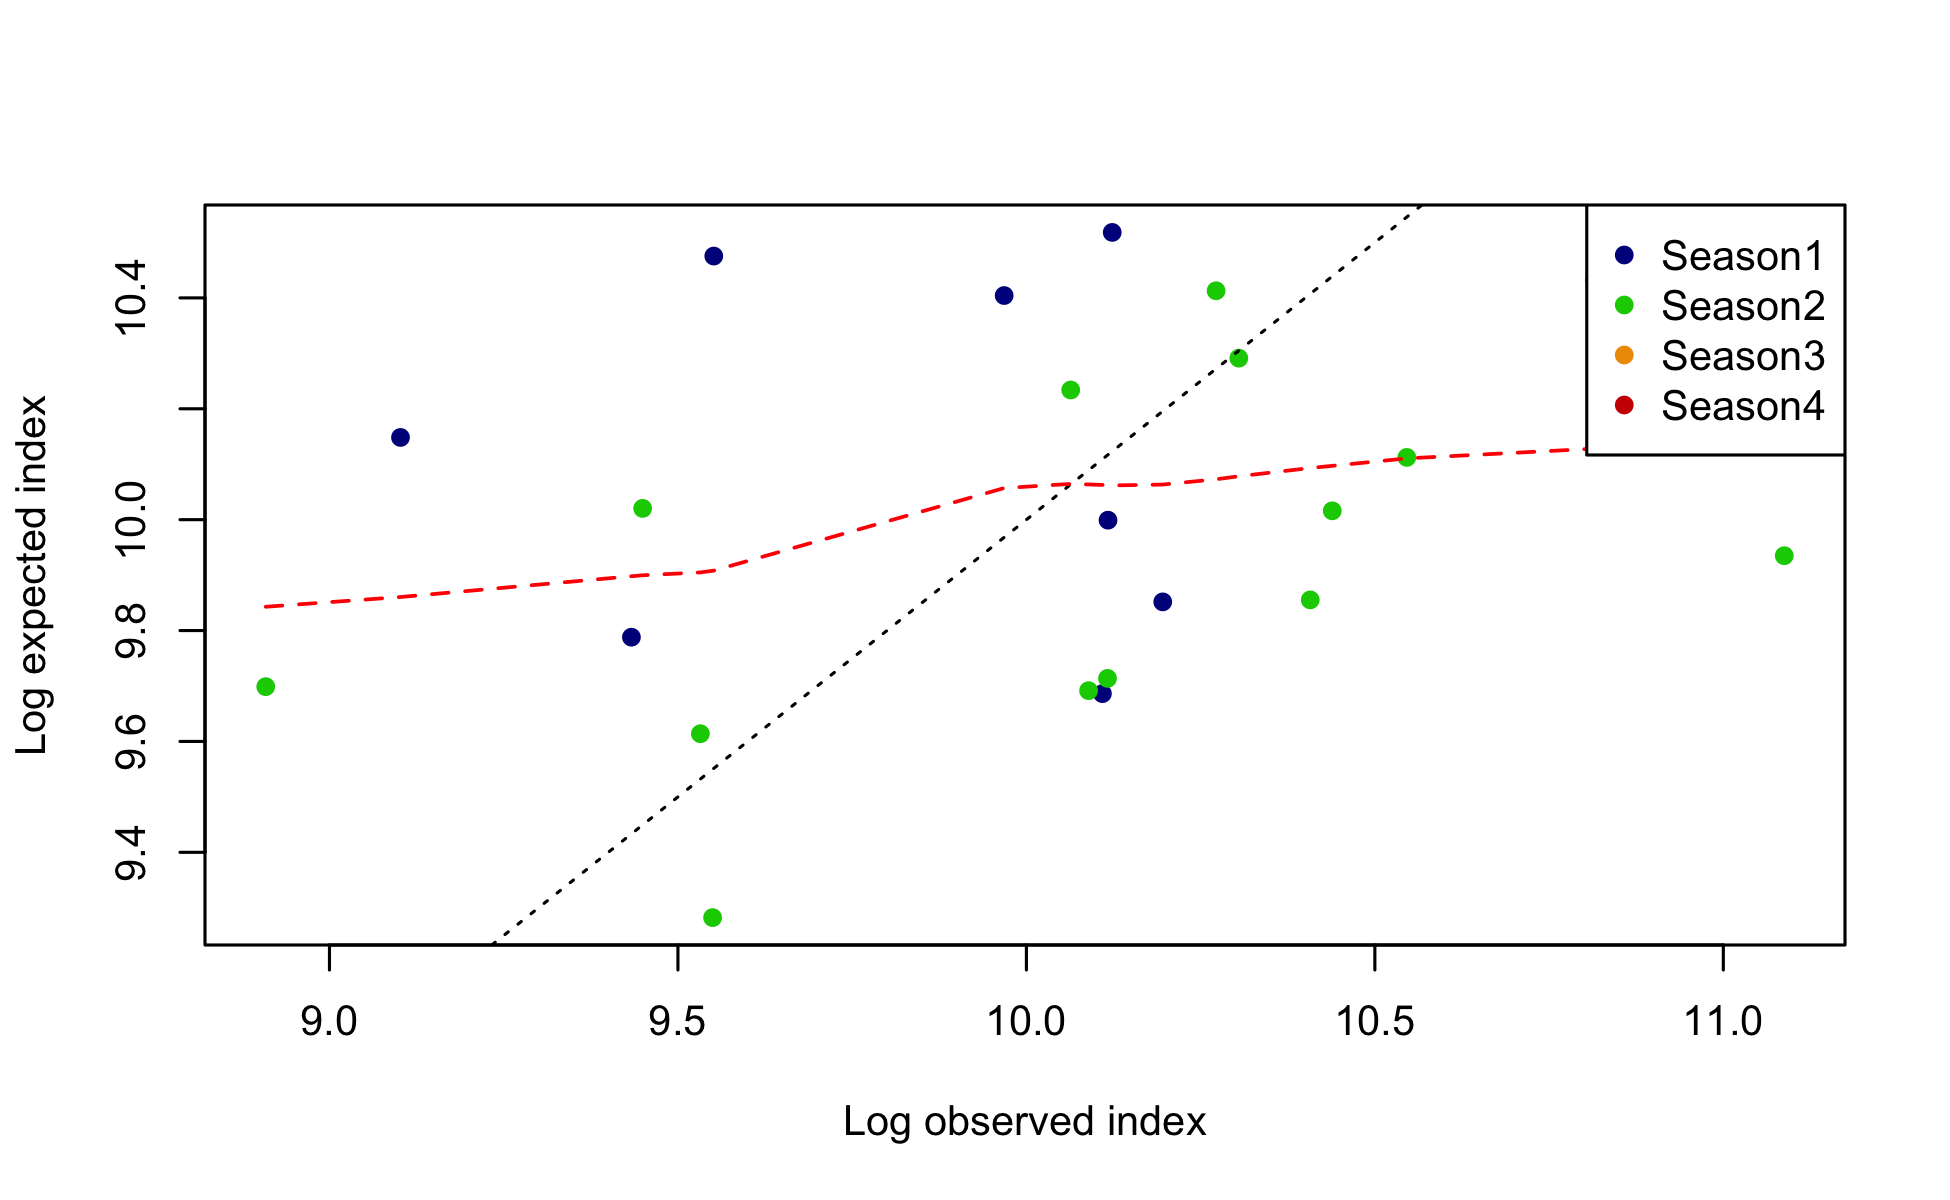 Season1
Season2
Season3
Season4
10.4
10.0
9.8
9.6
9.4
Log expected index
9.0 9.5 10.0 10.5 11.0
Log observed index